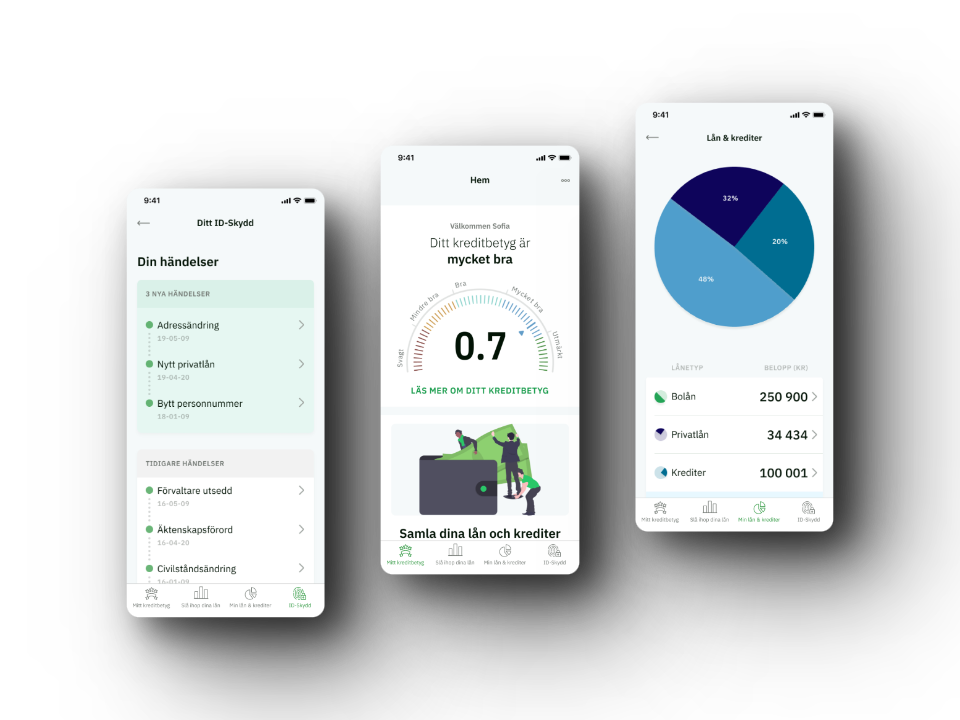 9:41
Ditt ID-Skydd
Din händelser
3 NYA HÄNDELSER
Adressändring
19-05-09
Nytt privatlån
19-04-20
Bytt personnummer
18-01-09
TIDIGARE HÄNDELSER
Förvaltare utsedd
16-05-09
Äktenskapsförord
16-04-20
Civilståndsändring
16-01-09
Mitt kreditbetyg
Slå ihop dina lån
Min lån & krediter
ID-Skydd
9:41
Hem
Välkommen Sofia
Ditt kreditbetyg är
mycket bra
Svagt
Mindre bra
Bra
Mycket bra
Utmärkt
0.7
LÄS MER OM DITT KREDITBETYG
Samla dina lån och krediter
Mitt kreditbetyg
Slå ihop dina lån
Min lån & krediter
ID-Skydd
9:41
Lån & krediter
32%
20%
48%
LÅNETYP BELOPP (KR)
Bolån 250 900
Privatlån 34 434
Krediter 100 001
Mitt kreditbetyg
Slå ihop dina lån
Min lån & krediter
ID-Skydd